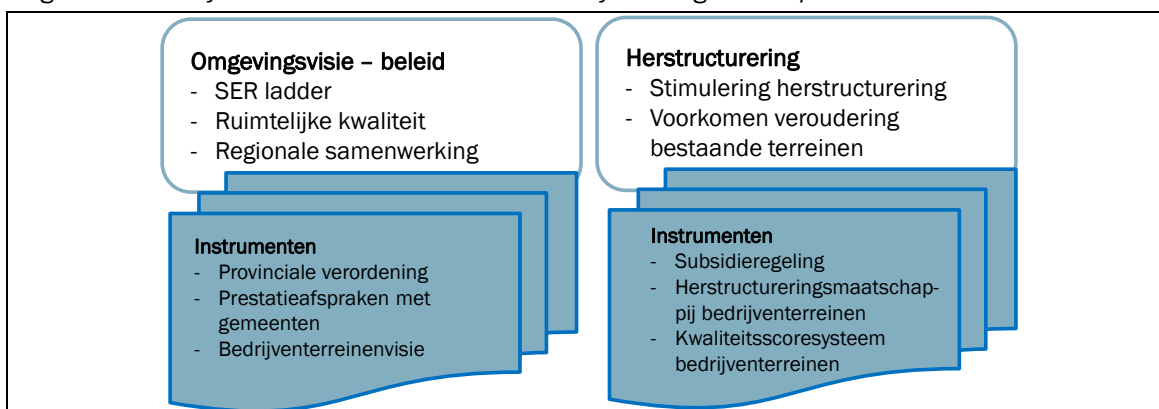 Omgevingsvisie – beleid
- SER ladder
- Ruimtelijke kwaliteit
- Regionale samenwerking
Instrumenten
- Provinciale verordening
- Prestatieafspraken met
gemeenten
- Bedrijventerreinenvisie
Herstructurering
- Stimulering herstructurering
- Voorkomen veroudering
bestaande terreinen
Instrumenten
- Subsidieregeling
- Herstructureringsmaatschap-
pij bedrijventerreinen
- Kwaliteitsscoresysteem
bedrijventerreinen